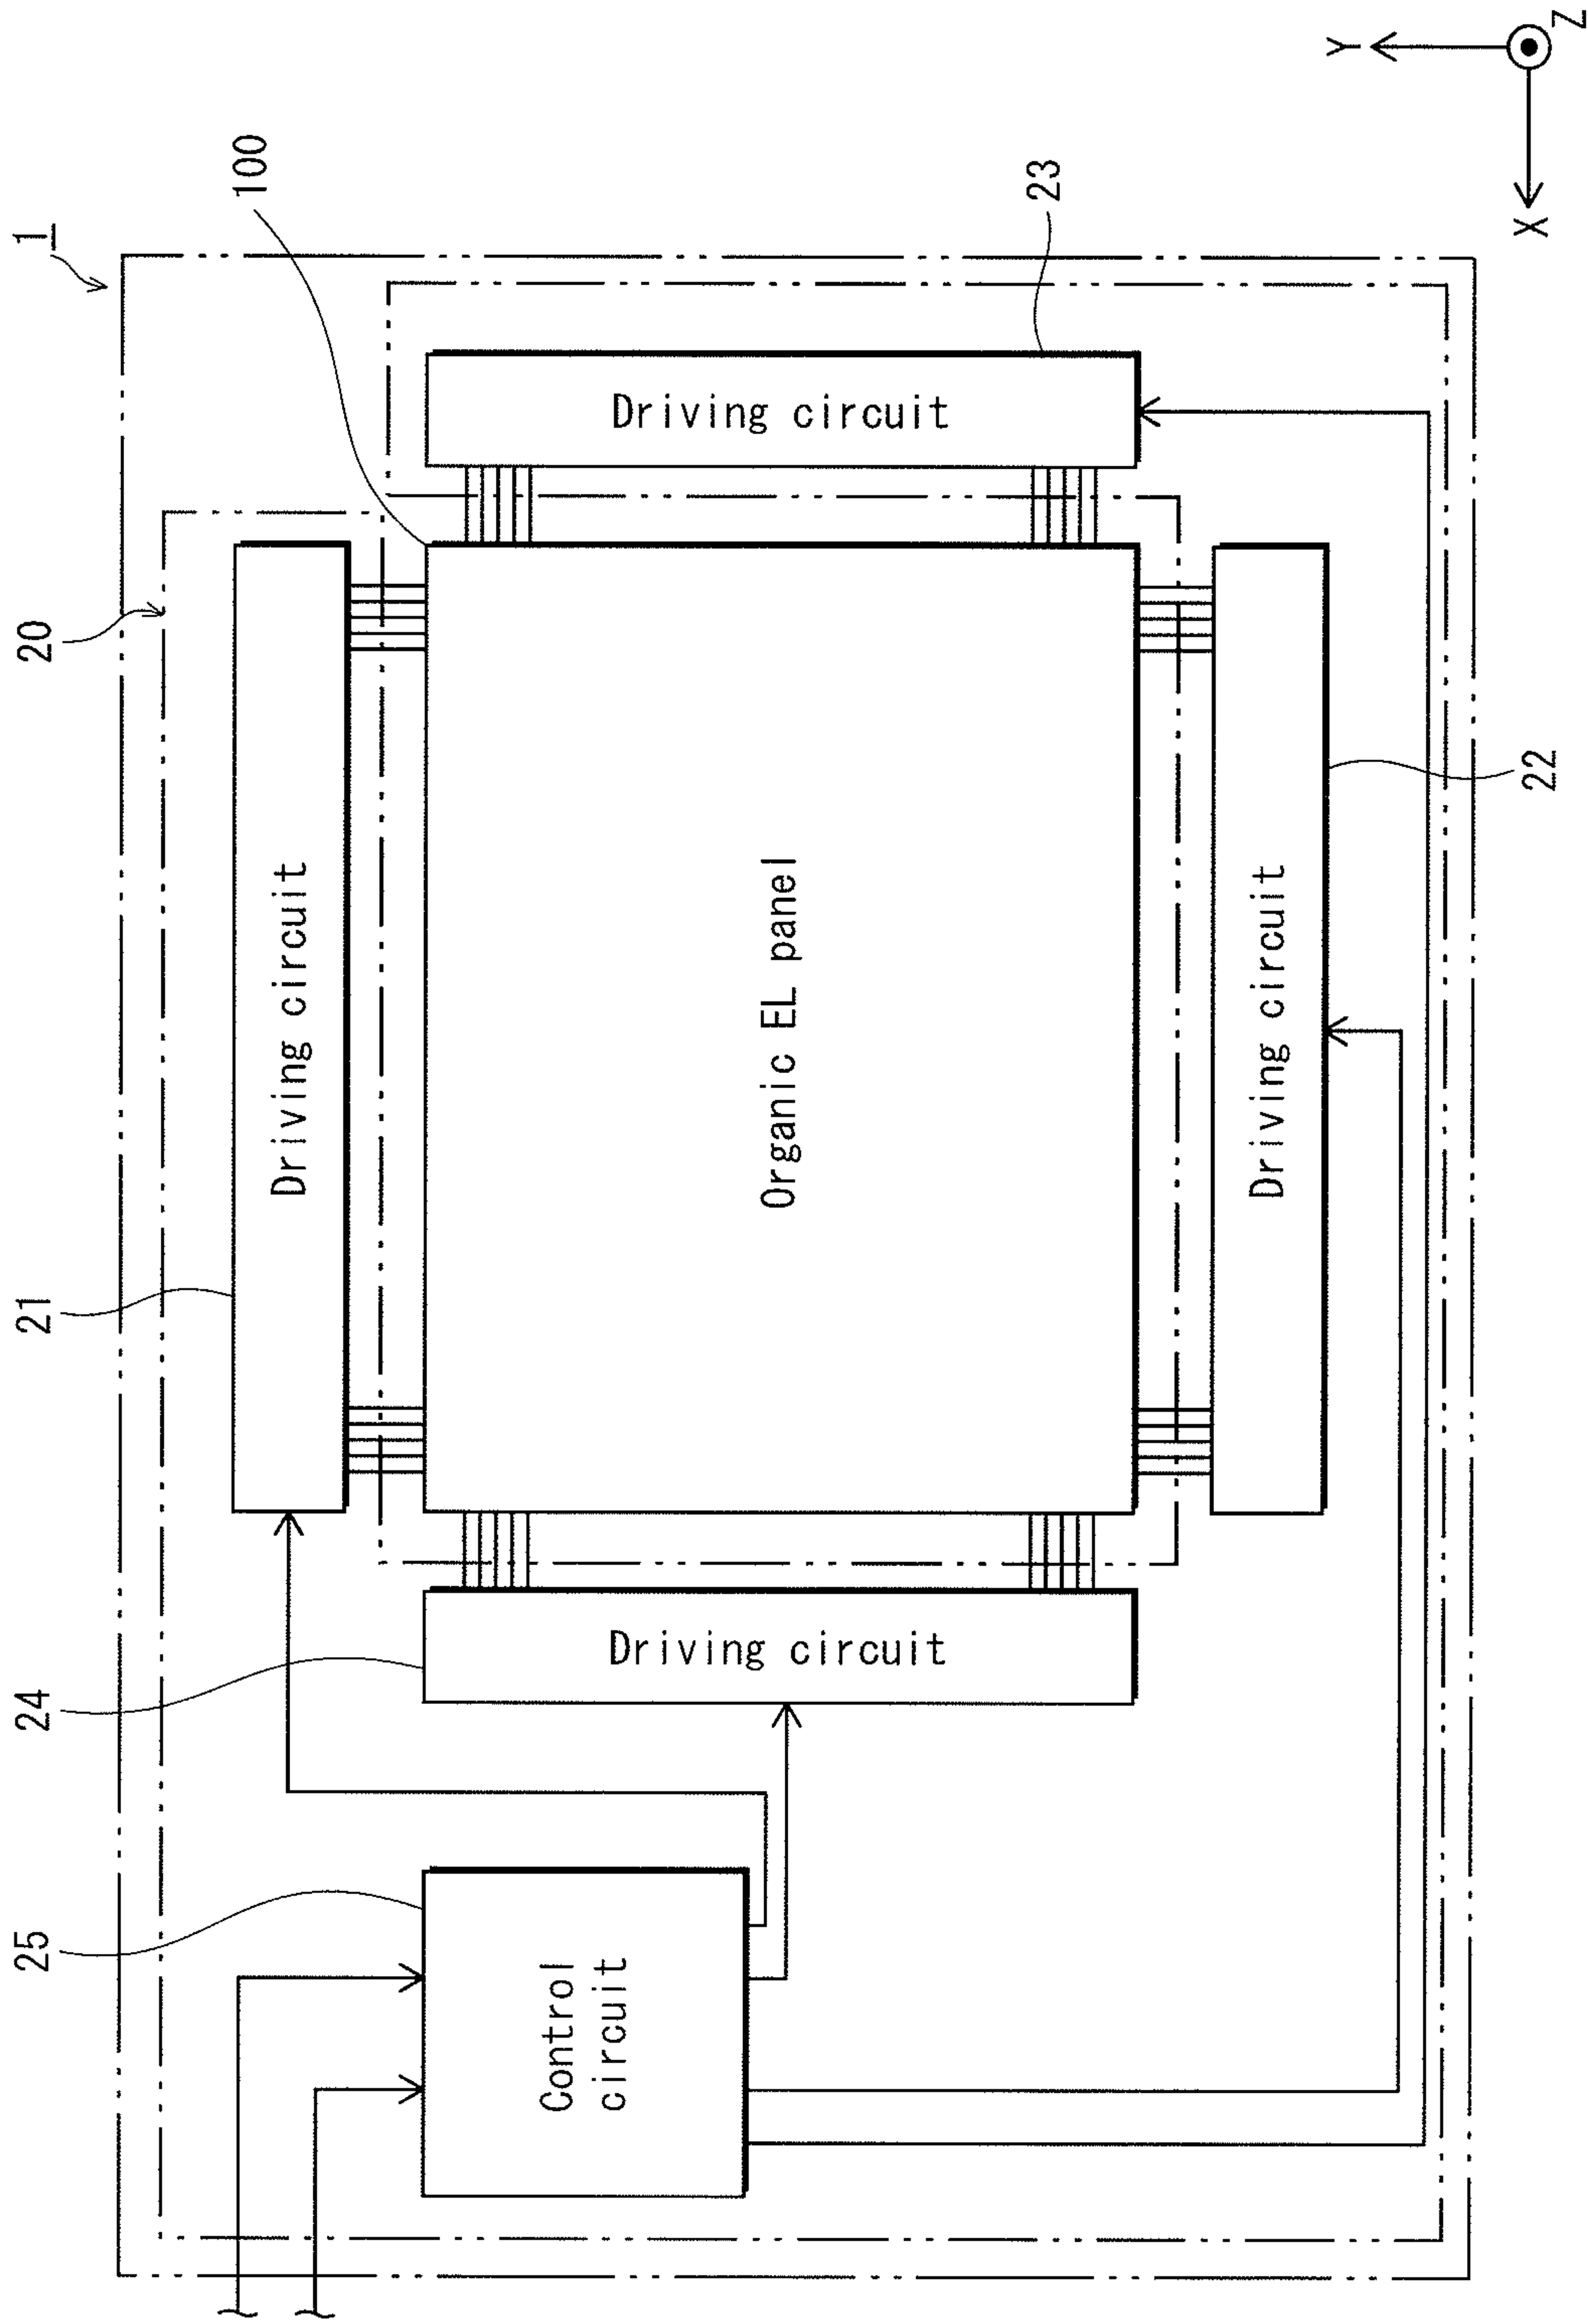 1
100
23
Driving circuit
20
Driving circuit
21
Organic EL panel
Driving circuit
22
Driving circuit
24
25
Control
circuit
Y
X
Z